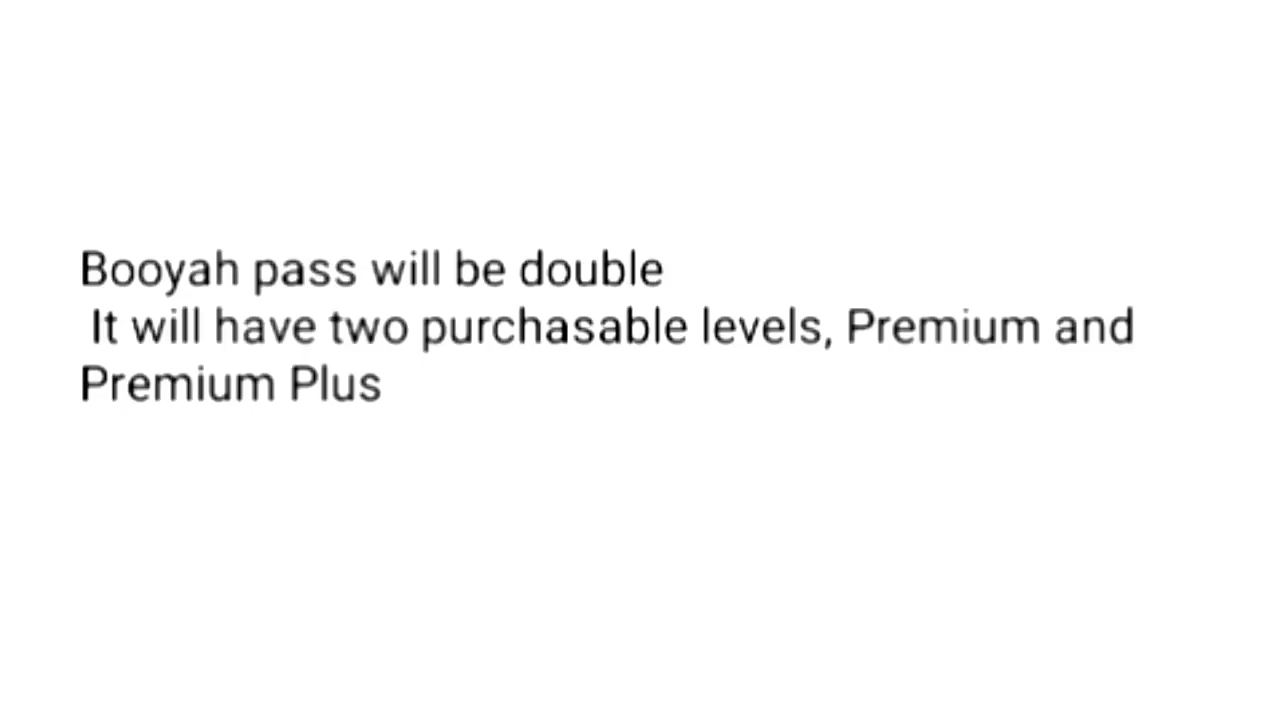 Booyah pass will be double
It will have two purchasable levels, Premium and
Premium Plus